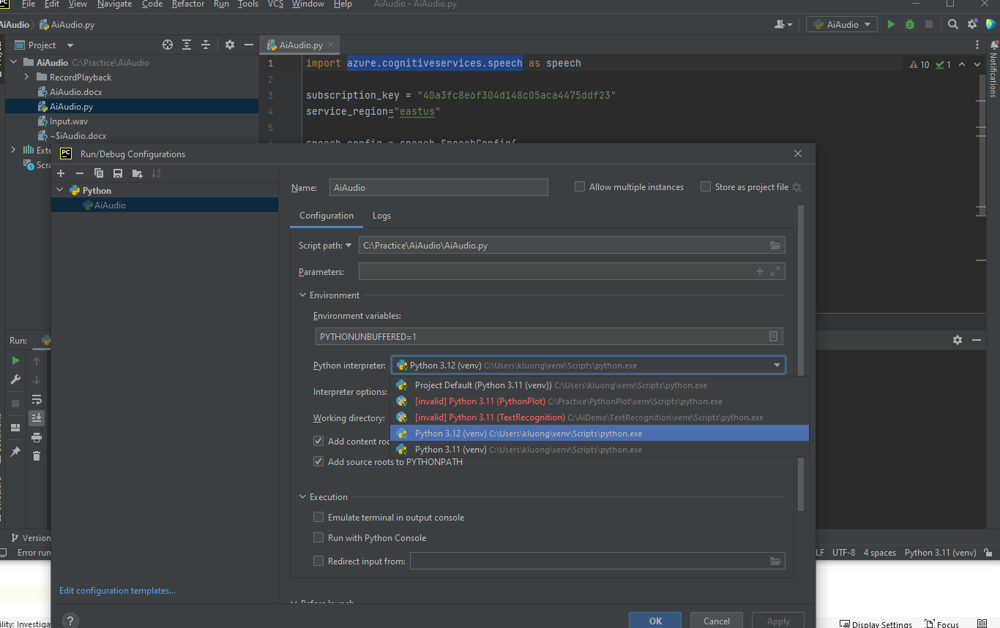 File Edit View Navigate Code Refactor Run Tools VCS Window Help AiAudio - AiAudio.py
AiAudio AiAudio.py
AiAudio
Project
AiAudio.py
AiAudio C:\Practice\AiAudio
RecordPlayback
AiAudio.docx
AiAudio.py
Input.wav
~$iAudio.docx
1 import azure.cognitiveservices.speech as speech
10 1
2
3 subscription_key = "40a3fc8e6f304d148c05aca4475ddf23"
4 service_region="eastus"
5
Notifications
PC Run/Debug Configurations
Python
AiAudio
Name: AiAudio
Allow multiple instances
Store as project file
Configuration Logs
Script path: C:\Practice\AiAudio\AiAudio.py
Parameters:
Environment
Environment variables:
PYTHONUNBUFFERED=1
Python interpreter: Python 3.12 (venv) C:\Users\kluong\venv\Scripts\python.exe
Project Default (Python 3.11 (venv)) C:\Users\kluong\venv\Scripts\python.exe
Interpreter options:
[invalid] Python 3.11 (PythonPlot) C:\Practice\PythonPlot\venv\Scripts\python.exe
Working directory:
[invalid] Python 3.11 (TextRecognition) C:\AiDemo\TextRecognition\venv\Scripts\python.exe
Python 3.12 (venv) C:\Users\kluong\venv\Scripts\python.exe
Add content
Python 3.11 (venv) C:\Users\kluong\venv\Scripts\python.exe
Add source roots to PYTHONPATH
Execution
Emulate terminal in output console
Run with Python Console
Redirect input from:
Edit configuration templates...
? OK Cancel Apply
Run:
Version
Error run
LF UTF-8 4 spaces Python 3.11 (venv)
Display Settings Focus